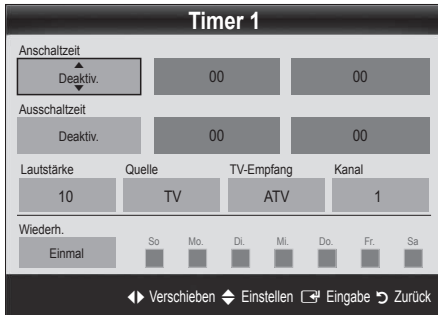 Timer 1
Anschaltzeit
Deaktiv. 00 00
Ausschaltzeit
Deaktiv. 00 00
Lautstärke Quelle TV-Empfang Kanal
10 TV ATV 1
Wiederh.
So Mo. Di. Mi. Do. Fr. Sa
Einmal
Verschieben Einstellen Eingabe Zurück